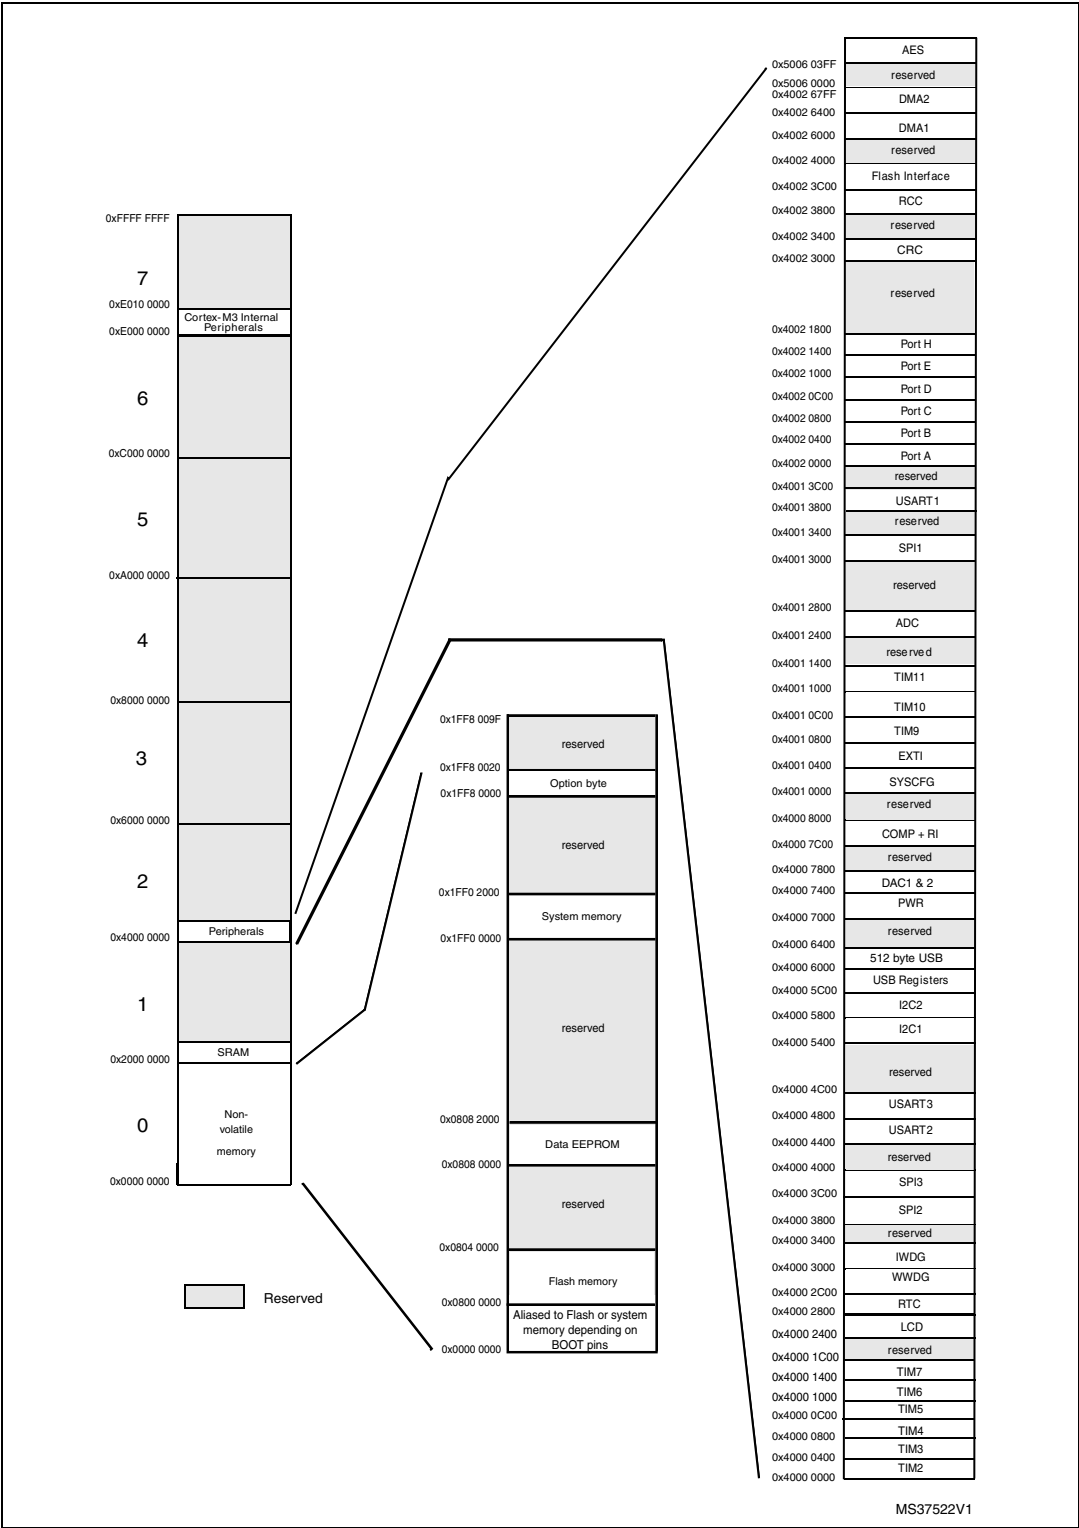 0xFFFF FFFF
7
0xE010 0000
Cortex-M3 Internal
Peripherals
0xE000 0000
6
0xC000 0000
5
0xA000 0000
4
0x8000 0000
3
0x6000 0000
2
Peripherals
0x4000 0000
1
SRAM
0x2000 0000
0
Non-
volatile
memory
0x0000 0000
Reserved
0x1FF8 009F
reserved
0x1FF8 0020
Option byte
0x1FF8 0000
reserved
0x1FF0 2000
System memory
0x1FF0 0000
reserved
0x0808 2000
Data EEPROM
0x0808 0000
reserved
0x0804 0000
Flash memory
0x0800 0000
Aliased to Flash or system
memory depending on
BOOT pins
0x0000 0000
AES
0x5006 03FF
reserved
0x5006 0000
0x4002 67FF
DMA2
0x4002 6400
DMA1
0x4002 6000
reserved
0x4002 4000
Flash Interface
0x4002 3C00
RCC
0x4002 3800
reserved
0x4002 3400
CRC
0x4002 3000
reserved
0x4002 1800
Port H
0x4002 1400
Port E
0x4002 1000
Port D
0x4002 0C00
Port C
0x4002 0800
Port B
0x4002 0400
Port A
0x4002 0000
reserved
0x4001 3C00
USART1
0x4001 3800
reserved
0x4001 3400
SPI1
0x4001 3000
reserved
0x4001 2800
ADC
0x4001 2400
reserved
0x4001 1400
TIM11
0x4001 1000
TIM10
0x4001 0C00
TIM9
0x4001 0800
EXTI
0x4001 0400
SYSCFG
0x4001 0000
reserved
0x4000 8000
COMP + RI
0x4000 7C00
reserved
0x4000 7800
DAC1 & 2
0x4000 7400
PWR
0x4000 7000
reserved
0x4000 6400
512 byte USB
0x4000 6000
USB Registers
0x4000 5C00
I2C2
0x4000 5800
I2C1
0x4000 5400
reserved
0x4000 4C00
USART3
0x4000 4800
USART2
0x4000 4400
reserved
0x4000 4000
SPI3
0x4000 3C00
SPI2
0x4000 3800
reserved
0x4000 3400
IWDG
0x4000 3000
WWDG
0x4000 2C00
RTC
0x4000 2800
LCD
0x4000 2400
reserved
0x4000 1C00
TIM7
0x4000 1400
TIM6
0x4000 1000
TIM5
0x4000 0C00
TIM4
0x4000 0800
TIM3
0x4000 0400
TIM2
0x4000 0000
MS37522V1